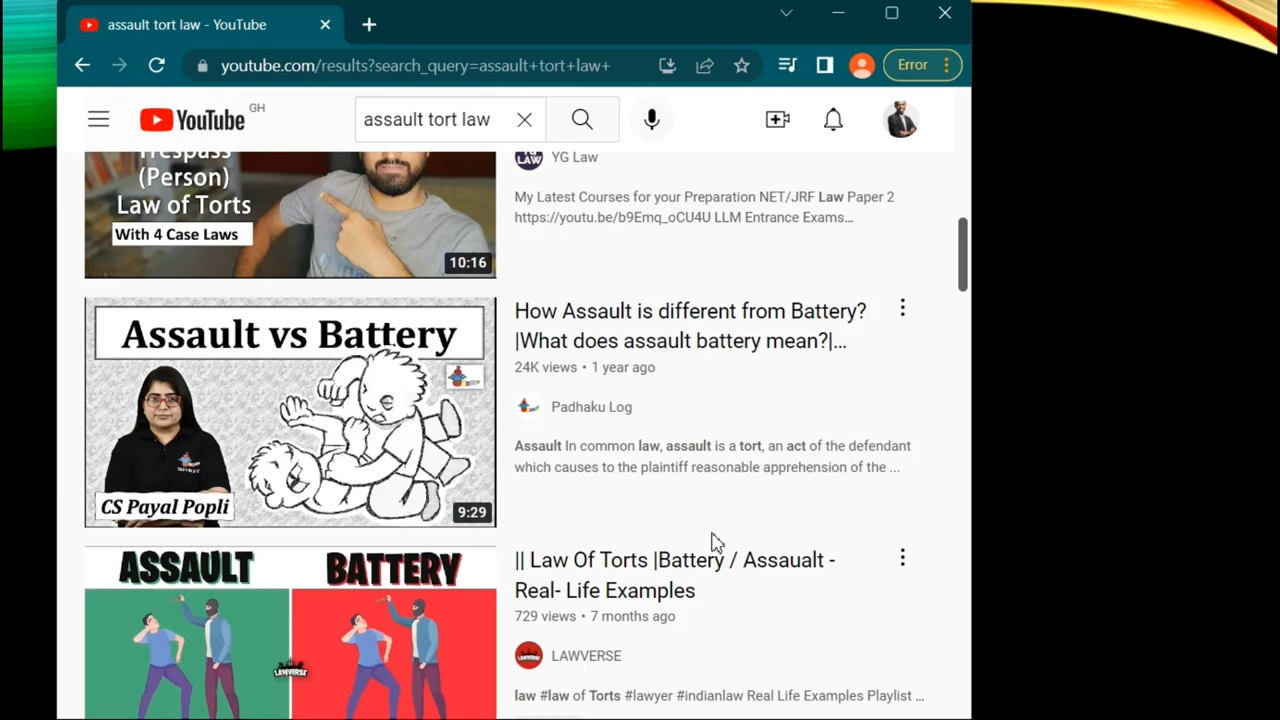 assault tort law - YouTube
youtube.com/results?search_query=assault+tort+law+
Error
YouTube GH
assault tort law
Trespass
(Person)
Law of Torts
With 4 Case Laws
10:16
YG Law
My Latest Courses for your Preparation NET/JRF Law Paper 2
https://youtu.be/b9Emq_oCU4U LLM Entrance Exams...
Assault vs Battery
CS Payal Popli
9:29
How Assault is different from Battery?
|What does assault battery mean?|...
24K views • 1 year ago
Padhaku Log
Assault In common law, assault is a tort, an act of the defendant
which causes to the plaintiff reasonable apprehension of the ...
ASSAULT
BATTERY
LAWVERSE
|| Law Of Torts |Battery / Assaualt -
Real- Life Examples
729 views • 7 months ago
LAWVERSE
law #law of Torts #lawyer #indianlaw Real Life Examples Playlist ...